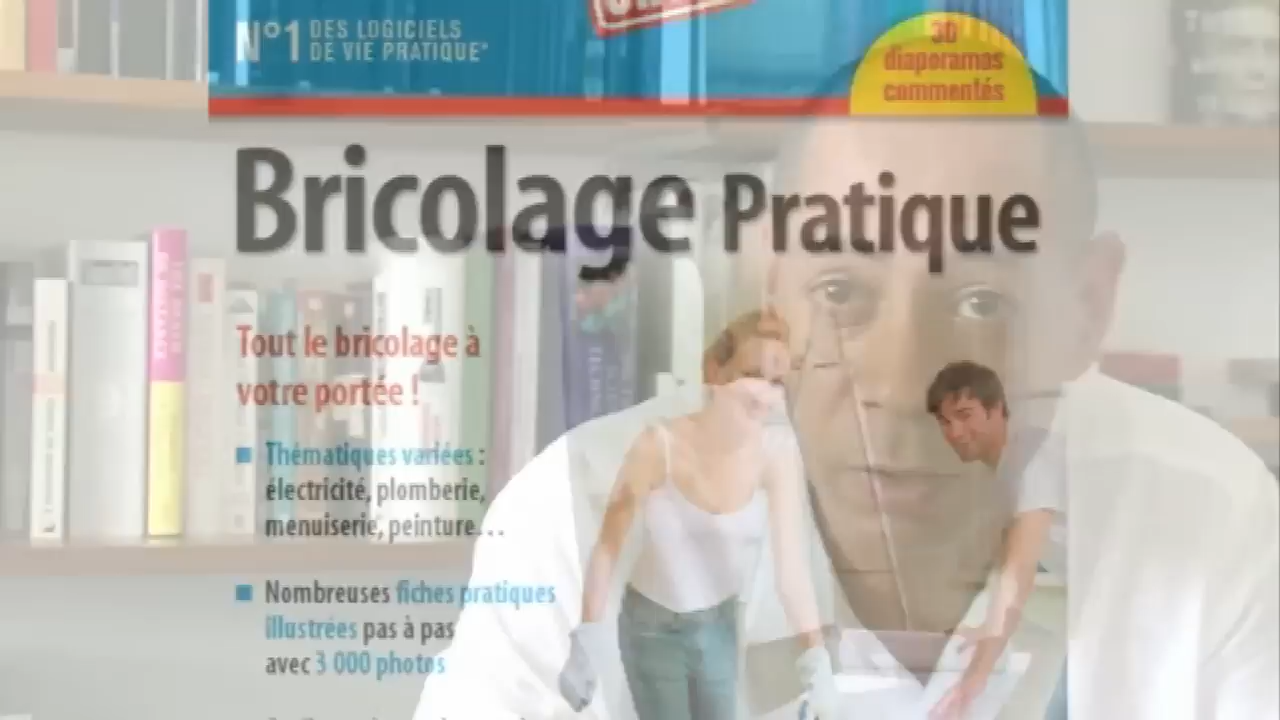 N°1 DES LOGICIELS
DE VIE PRATIQUE*
30
diaporamas
commentés
Bricolage Pratique
Tout le bricolage à
votre portée !
Thématiques variées :
électricité, plomberie,
menuiserie, peinture…
Nombreuses fiches pratiques
illustrées pas à pas
avec 3 000 photos